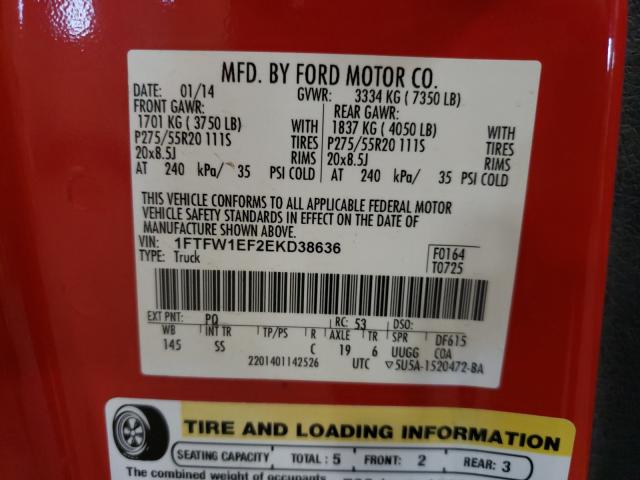 MFD. BY FORD MOTOR CO.
DATE: 01/14 GVWR: 3334 KG ( 7350 LB)
FRONT GAWR: REAR GAWR:
1701 KG ( 3750 LB) 1837 KG ( 4050 LB) WITH
P275/55R20 111S TIRES P275/55R20 111S TIRES
20x8.5J RIMS 20x8.5J RIMS
AT 240 kPa/ 35 PSI COLD AT 240 kPa/ 35 PSI COLD
THIS VEHICLE CONFORMS TO ALL APPLICABLE FEDERAL MOTOR
VEHICLE SAFETY STANDARDS IN EFFECT ON THE DATE OF
MANUFACTURE SHOWN ABOVE.
VIN: 1FTFW1EF2EKD38636 F0164
TYPE: Truck T0725
EXT PNT: PQ RC: 53 DSO:
WB INT TR TP/PS R AXLE TR SPR DF615
145 SS C 19 6 UUGG COA
2201401142526 UTC ▽5U5A-1520472-BA
TIRE AND LOADING INFORMATION
SEATING CAPACITY TOTAL : 5 FRONT: 2 REAR: 3
The combined weight of occupants